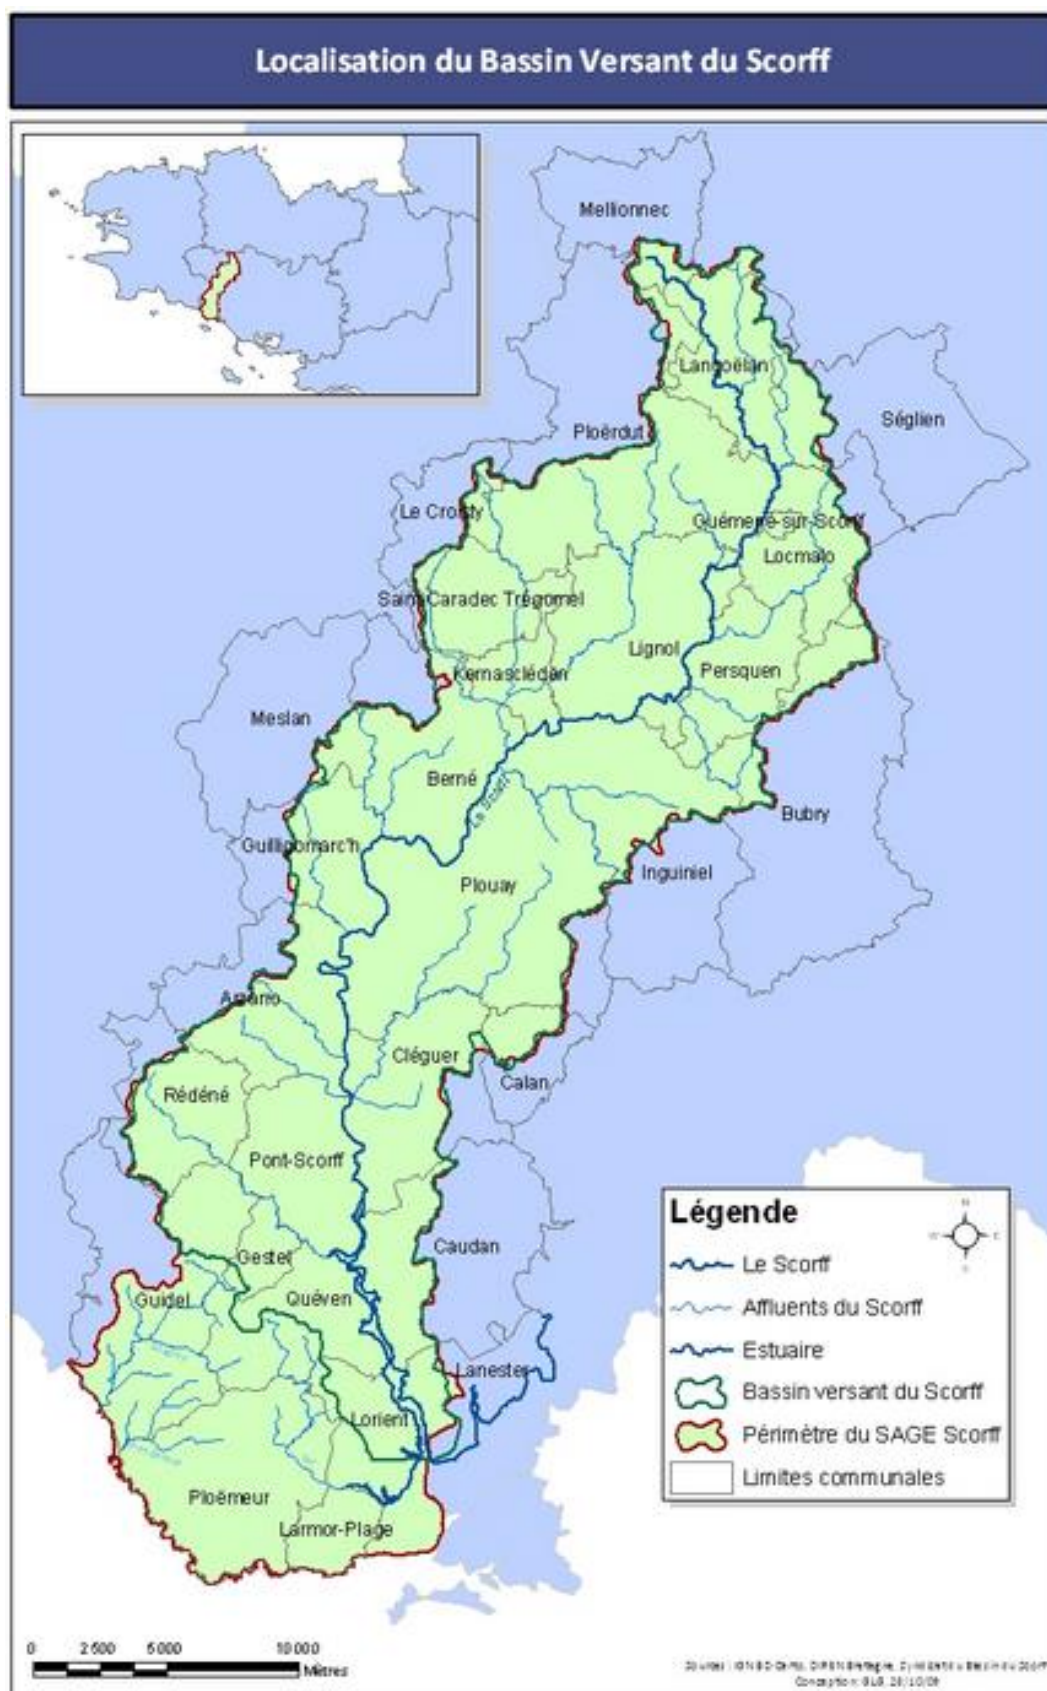 Localisation du Bassin Versant du Scorff
Mellionnec
Langoëlan
Séglien
Ploërdut
Le Croisty
Guémené-sur-Scorff
Locmalo
Saint Caradec Trégomel
Lignol
Persquen
Kernascléden
Meslan
Berné
Le Scorff
Bubry
Guilligomarc'h
Inguiniel
Plouay
Arzano
Cléguer
Calan
Rédéné
Pont-Scorff
Caudan
Gestel
Guidel
Quéven
Lanester
Lorient
Ploëmeur
Larmor-Plage
Légende
N
W E
S
Le Scorff
Affluents du Scorff
Estuaire
Bassin versant du Scorff
Périmètre du SAGE Scorff
Limites communales
0 2 500 5 000 10 000
Mètres